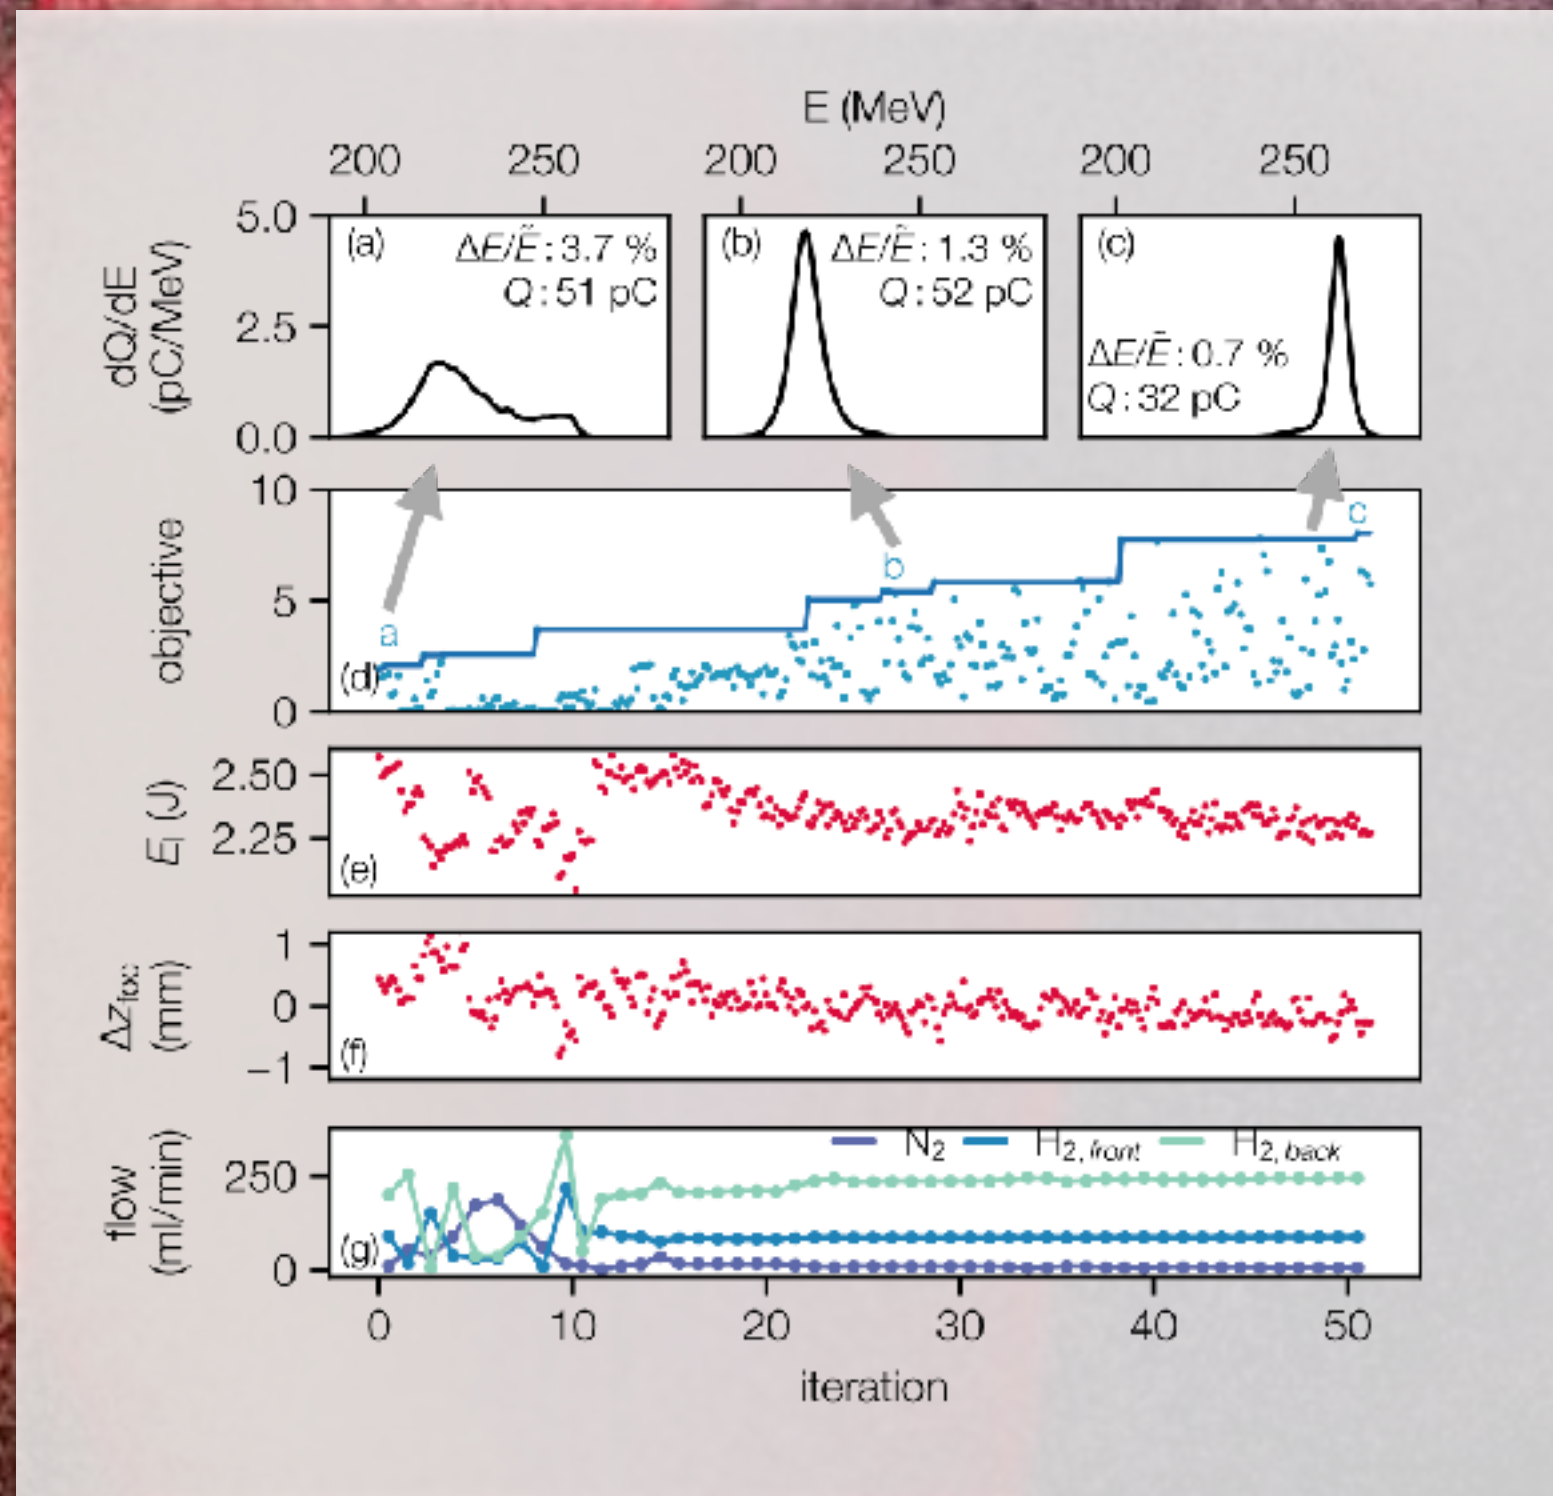 E (MeV)
200 250 200 250 200 250
dQ/dE
(pC/MeV)
5.0
2.5
0.0
(a)
ΔE/Ẽ : 3.7 %
Q : 51 pC
(b)
ΔE/Ẽ : 1.3 %
Q : 52 pC
(c)
ΔE/Ẽ : 0.7 %
Q : 32 pC
objective
10
5
0
a
b
c
(d)
E_l (J)
2.50
2.25
(e)
Δz_foc
(mm)
1
0
−1
(f)
flow
(ml/min)
250
0
(g)
N₂ H₂,front H₂,back
0 10 20 30 40 50
iteration